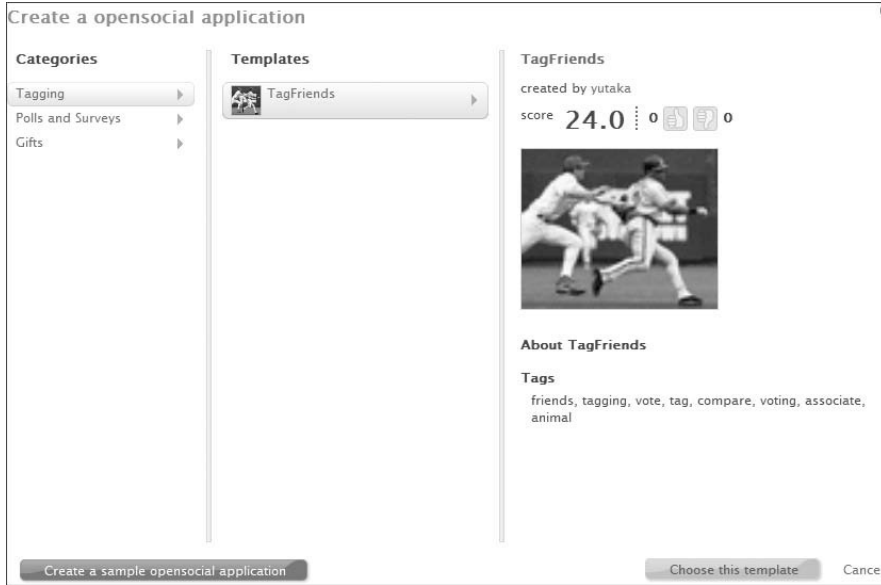 Create a opensocial application
Categories
Tagging
Polls and Surveys
Gifts
Templates
TagFriends
TagFriends
created by yutaka
score 24.0 0 0
About TagFriends
Tags
friends, tagging, vote, tag, compare, voting, associate,
animal
Create a sample opensocial application
Choose this template
Cance